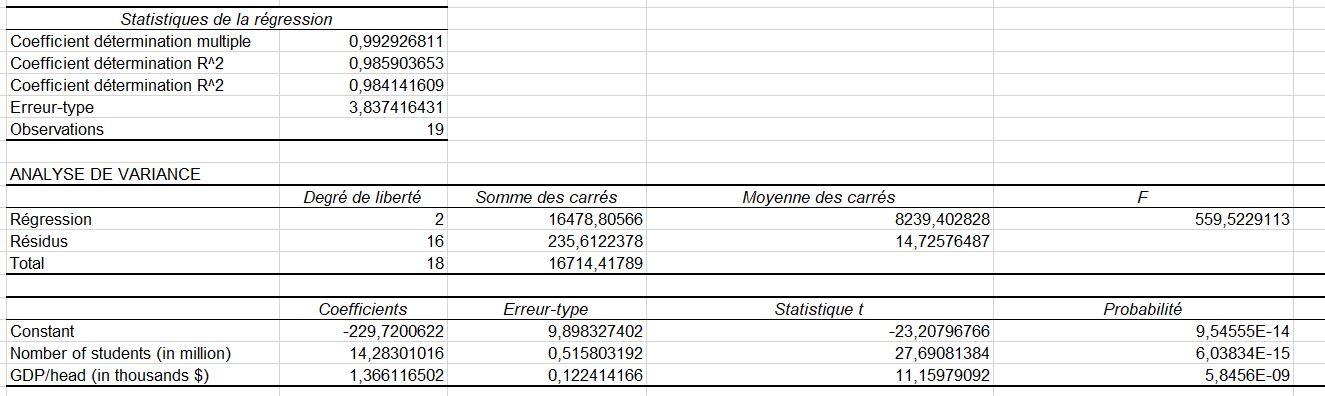 Statistiques de la régression
Coefficient détermination multiple 0,992926811
Coefficient détermination R^2 0,985903653
Coefficient détermination R^2 0,984141609
Erreur-type 3,837416431
Observations 19
ANALYSE DE VARIANCE
Degré de liberté Somme des carrés Moyenne des carrés F
Régression 2 16478,80566 8239,402828 559,5229113
Résidus 16 235,6122378 14,72576487
Total 18 16714,41789
Coefficients Erreur-type Statistique t Probabilité
Constant -229,7200622 9,898327402 -23,20796766 9,54555E-14
Nomber of students (in million) 14,28301016 0,515803192 27,69081384 6,03834E-15
GDP/head (in thousands $) 1,366116502 0,122414166 11,15979092 5,8456E-09